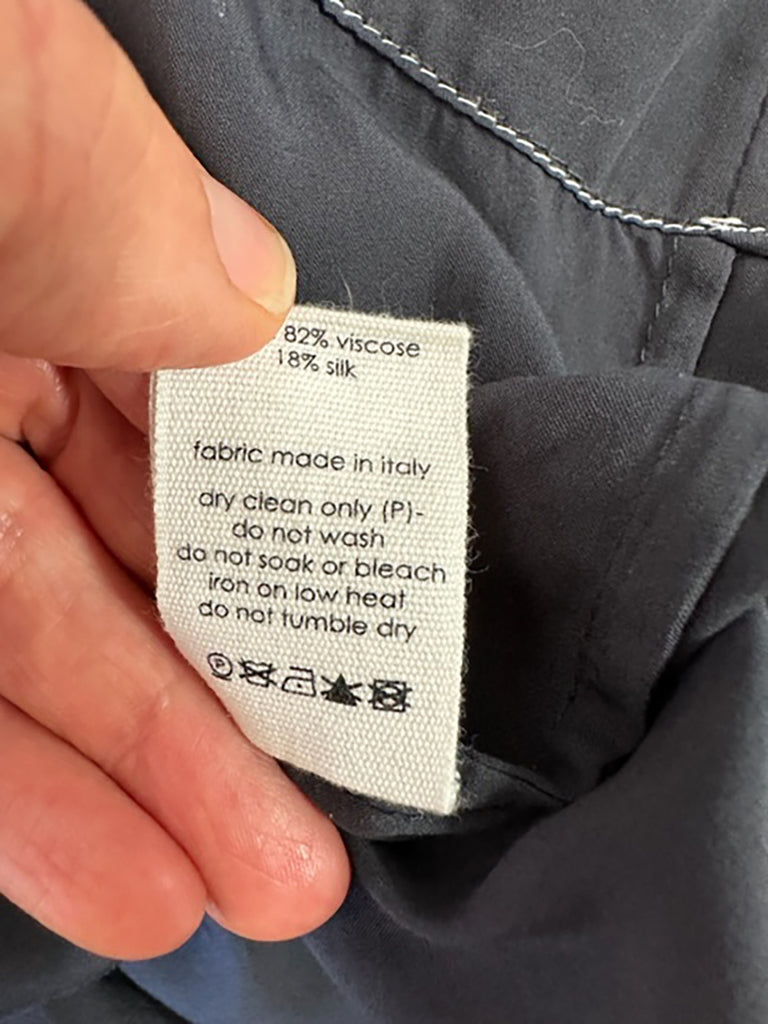 82% viscose
18% silk
fabric made in italy
dry clean only (P)-
do not wash
do not soak or bleach
iron on low heat
do not tumble dry
P